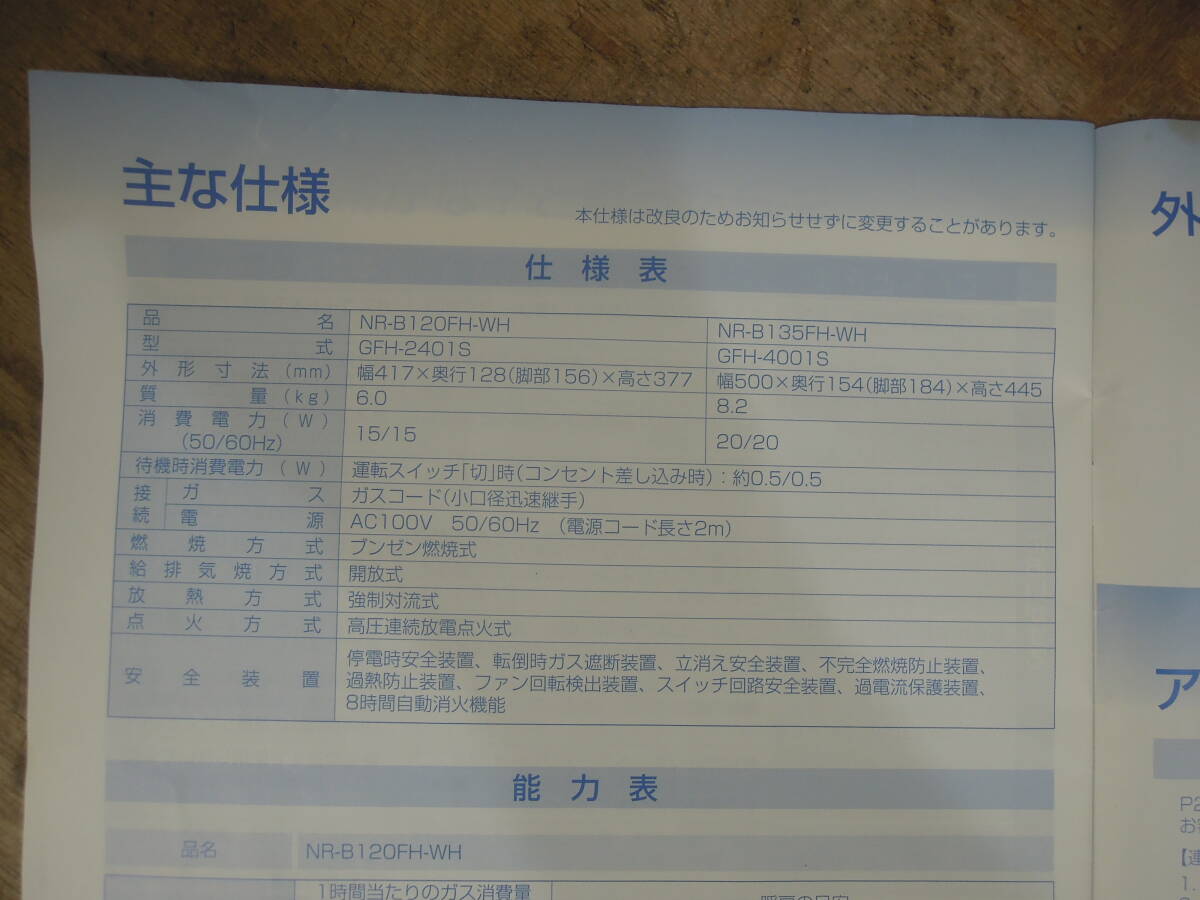 主な仕様
本仕様は改良のためお知らせせずに変更することがあります。
仕様表
品名 NR-B120FH-WH NR-B135FH-WH
型式 GFH-2401S GFH-4001S
外形寸法(mm) 幅417×奥行128(脚部156)×高さ377 幅500×奥行154(脚部184)×高さ445
質量(kg) 6.0 8.2
消費電力(W)
(50/60Hz) 15/15 20/20
待機時消費電力(W) 運転スイッチ「切」時(コンセント差し込み時):約0.5/0.5
接続 ガス ガスコード(小口径迅速継手)
電源 AC100V 50/60Hz (電源コード長さ2m)
燃焼方式 ブンゼン燃焼式
給排気焼方式 開放式
放熱方式 強制対流式
点火方式 高圧連続放電点火式
安全装置 停電時安全装置、転倒時ガス遮断装置、立消え安全装置、不完全燃焼防止装置、
過熱防止装置、ファン回転検出装置、スイッチ回路安全装置、過電流保護装置、
8時間自動消火機能
能力表
品名 NR-B120FH-WH
1時間当たりのガス消費量
外
ア
P2
お客
【連
1.